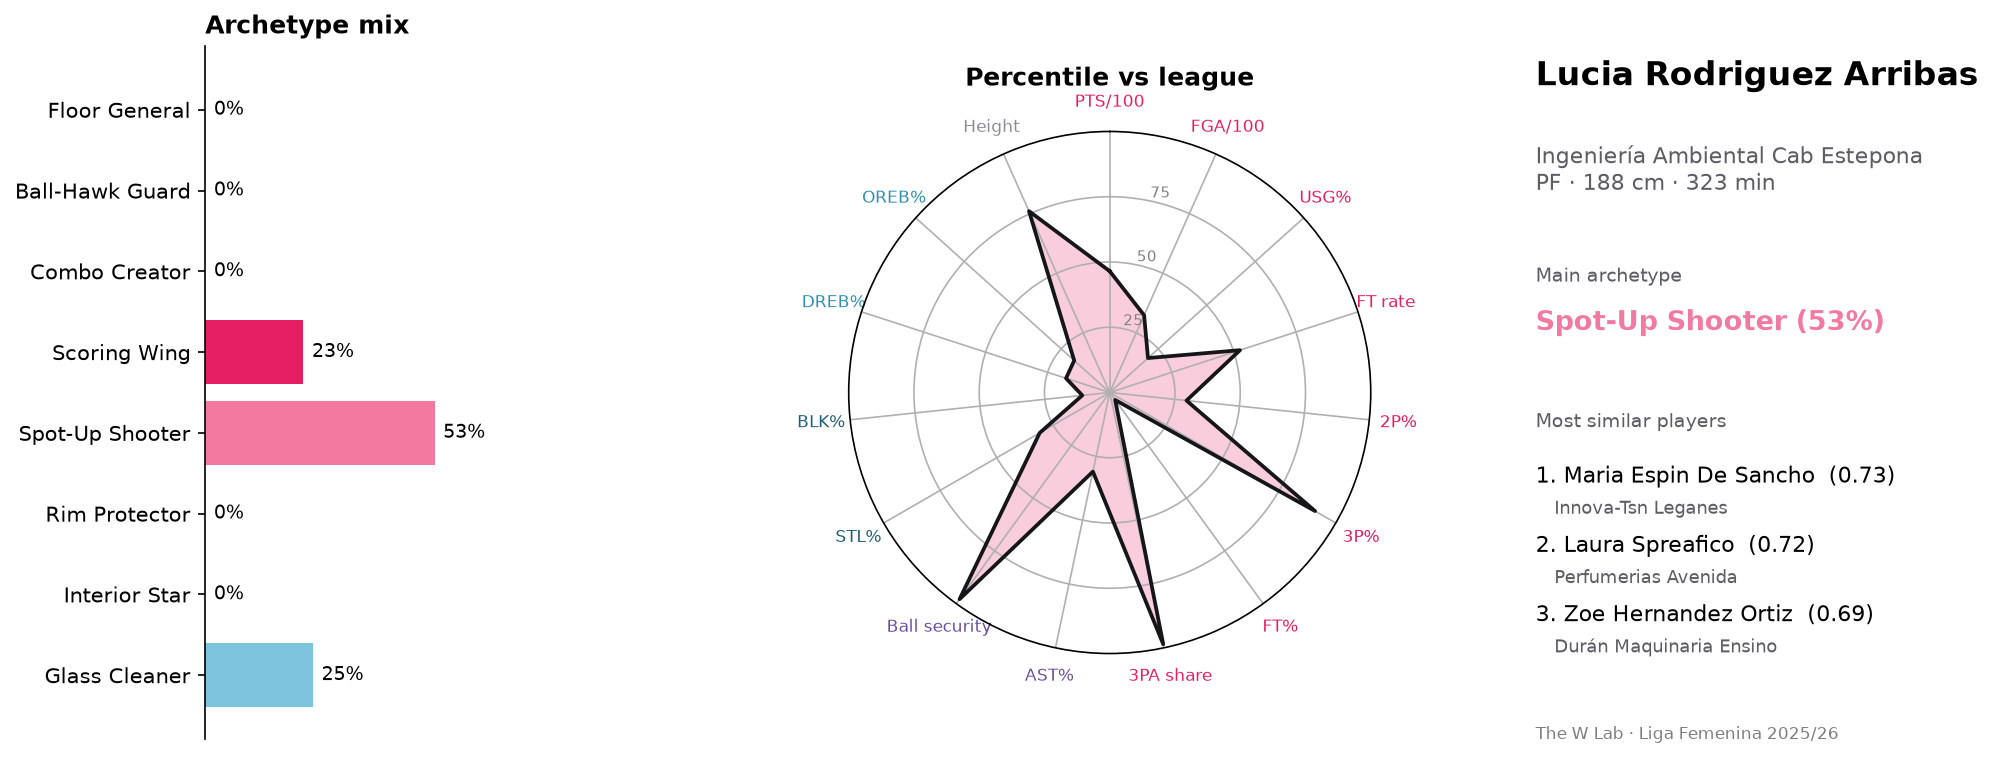 Archetype mix
Floor General
0%
Ball-Hawk Guard
0%
Combo Creator
0%
Scoring Wing
23%
Spot-Up Shooter
53%
Rim Protector
0%
Interior Star
0%
Glass Cleaner
25%
Percentile vs league
PTS/100
FGA/100
USG%
FT rate
2P%
3P%
FT%
3PA share
AST%
Ball security
STL%
BLK%
DREB%
OREB%
Height
75
50
25
Lucia Rodriguez Arribas
Ingeniería Ambiental Cab Estepona
PF · 188 cm · 323 min
Main archetype
Spot-Up Shooter (53%)
Most similar players
1. Maria Espin De Sancho (0.73)
Innova-Tsn Leganes
2. Laura Spreafico (0.72)
Perfumerias Avenida
3. Zoe Hernandez Ortiz (0.69)
Durán Maquinaria Ensino
The W Lab · Liga Femenina 2025/26